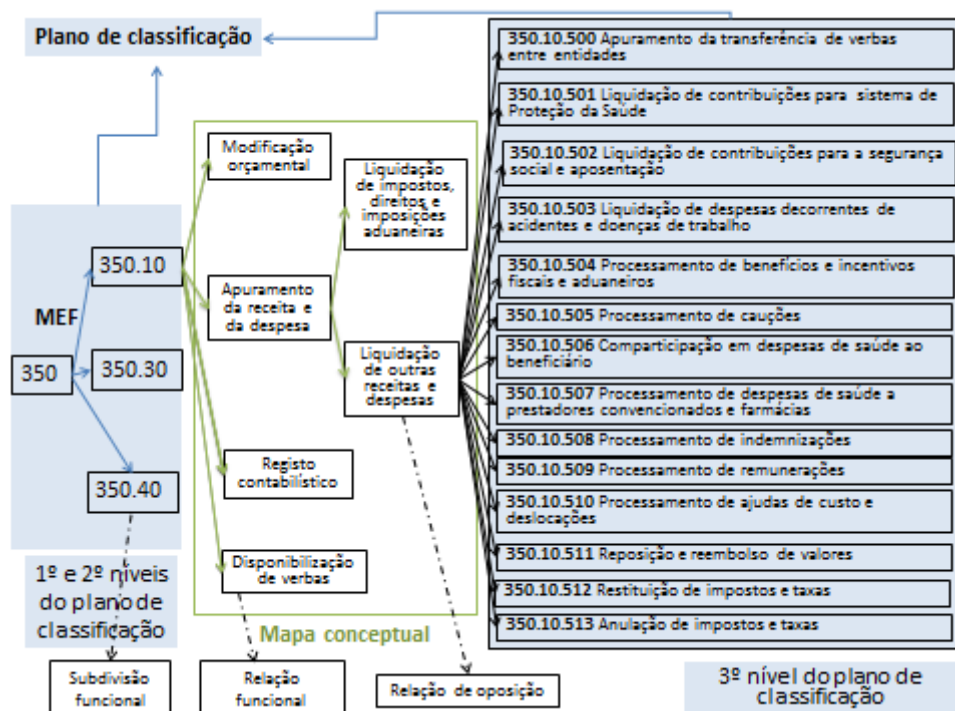 Plano de classificação
MEF
350
350.10
350.30
350.40
1º e 2º níveis
do plano de
classificação
Modificação
orçamental
Apuramento
da receita e
da despesa
Registo
contabilístico
Disponibilização
de verbas
Liquidação
de impostos,
direitos e
imposições
aduaneiras
Liquidação
de outras
receitas e
despesas
Mapa conceptual
350.10.500 Apuramento da transferência de verbas
entre entidades
350.10.501 Liquidação de contribuições para sistema de
Proteção da Saúde
350.10.502 Liquidação de contribuições para a segurança
social e aposentação
350.10.503 Liquidação de despesas decorrentes de
acidentes e doenças de trabalho
350.10.504 Processamento de benefícios e incentivos
fiscais e aduaneiros
350.10.505 Processamento de cauções
350.10.506 Comparticipação em despesas de saúde ao
beneficiário
350.10.507 Processamento de despesas de saúde a
prestadores convencionados e farmácias
350.10.508 Processamento de indemnizações
350.10.509 Processamento de remunerações
350.10.510 Processamento de ajudas de custo e
deslocações
350.10.511 Reposição e reembolso de valores
350.10.512 Restituição de impostos e taxas
350.10.513 Anulação de impostos e taxas
Subdivisão
funcional
Relação
funcional
Relação de oposição
3º nível do plano de
classificação